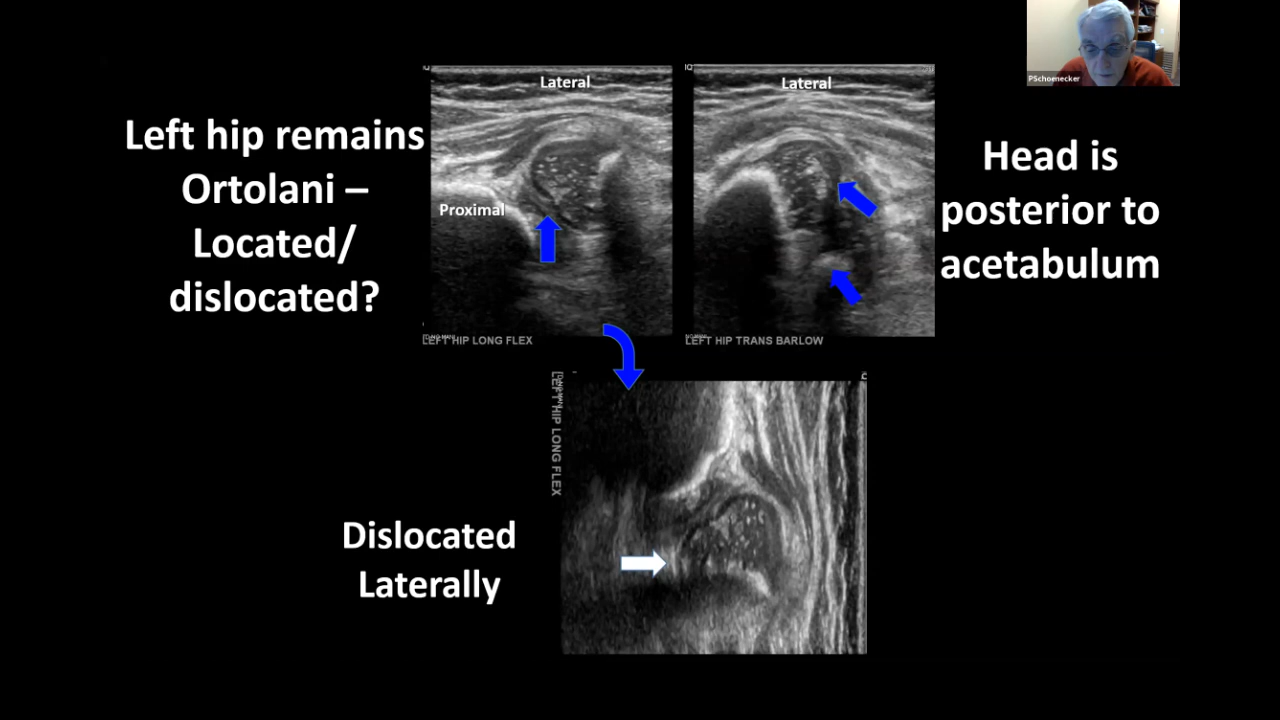 PSchoenecker
Lateral
Lateral
Left hip remains
Ortolani –
Located/
dislocated?
Proximal
Head is
posterior to
acetabulum
LEFT HIP LONG FLEX
LEFT HIP TRANS BARLOW
LEFT HIP LONG FLEX
Dislocated
Laterally